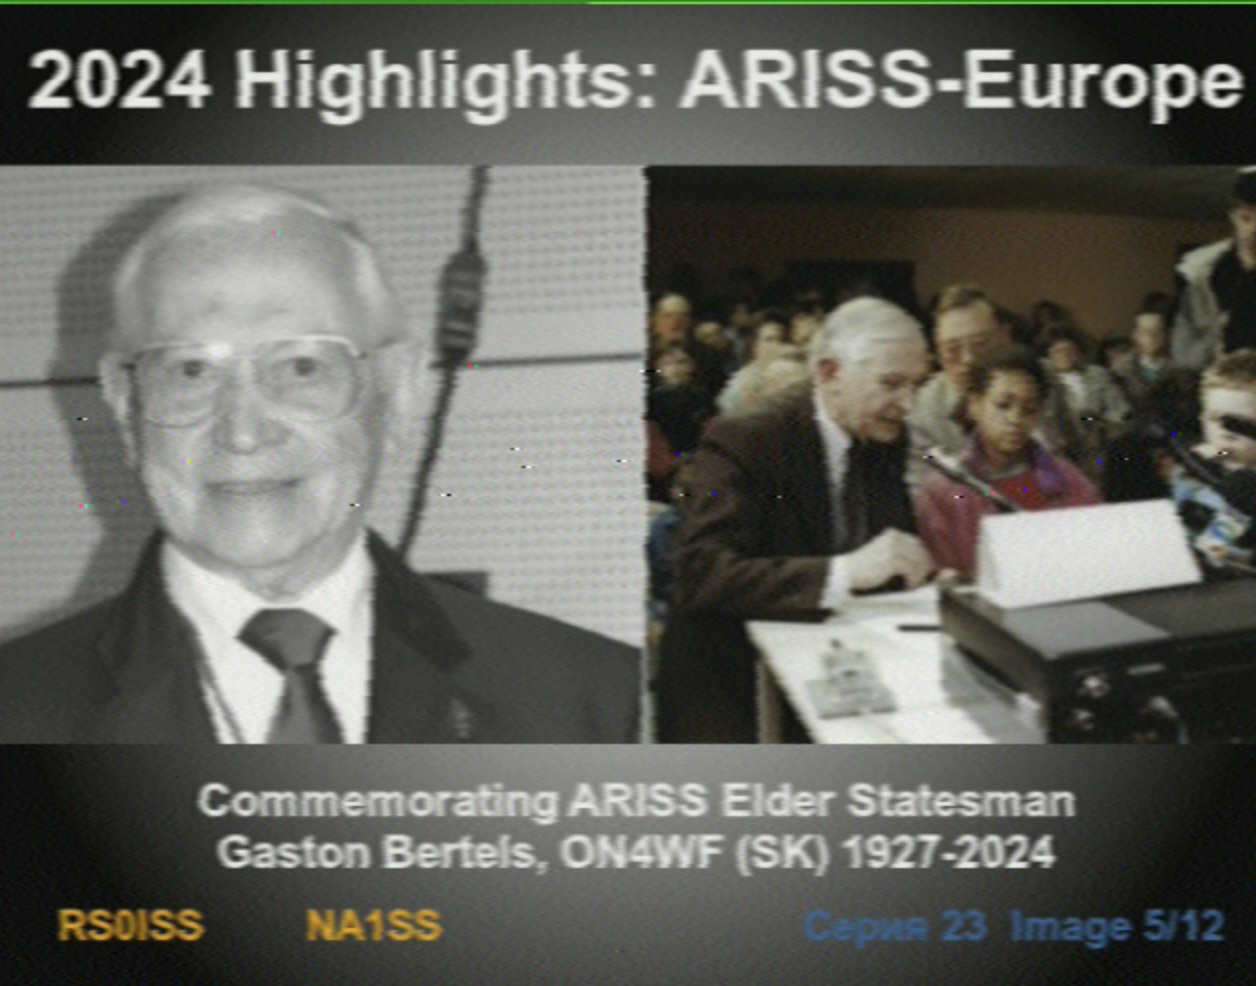 2024 Highlights: ARISS-Europe
Commemorating ARISS Elder Statesman
Gaston Bertels, ON4WF (SK) 1927-2024
RS0ISS NA1SS Серия 23 Image 5/12